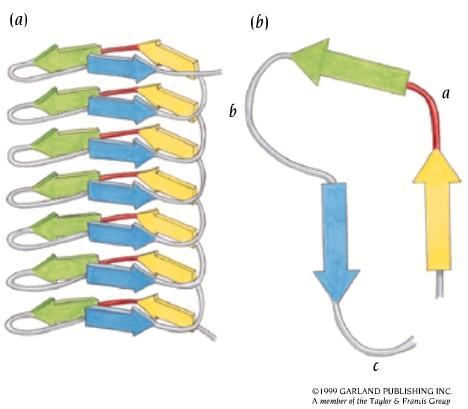 (a)
(b)
a
b
c
©1999 GARLAND PUBLISHING INC.
A member of the Taylor & Francis Group